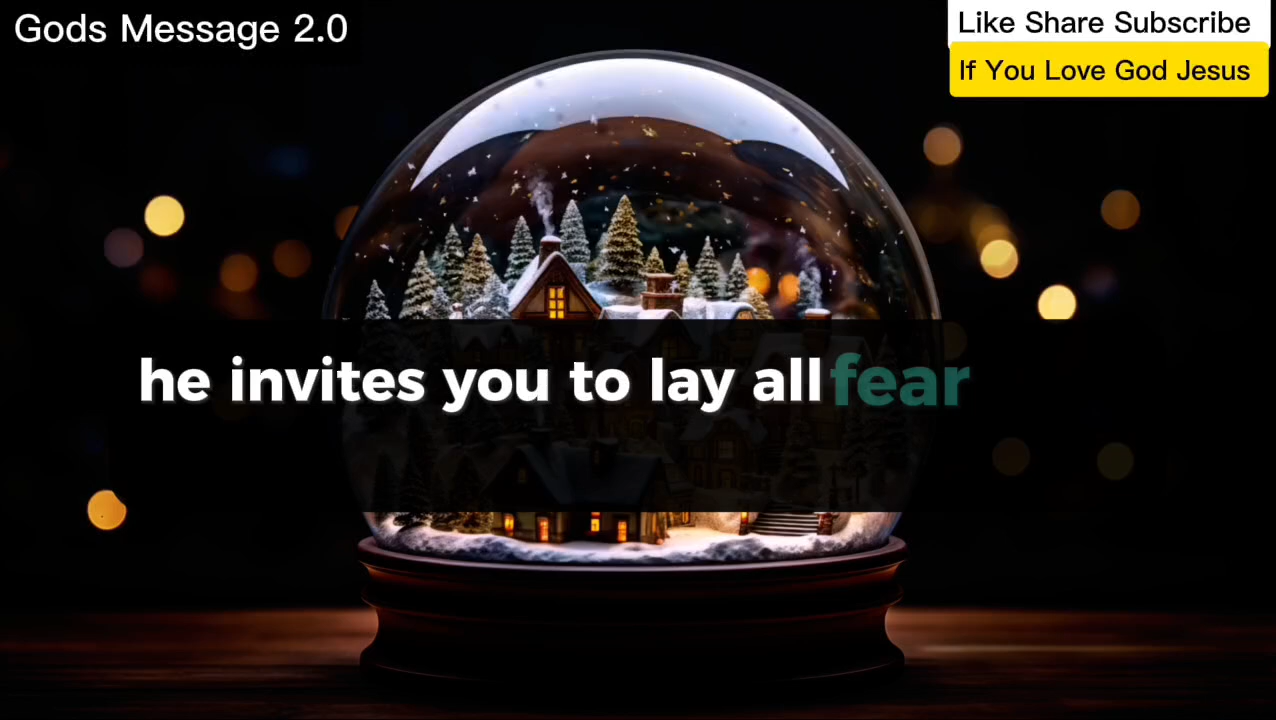 Gods Message 2.0
Like Share Subscribe
If You Love God Jesus
he invites you to lay all fear